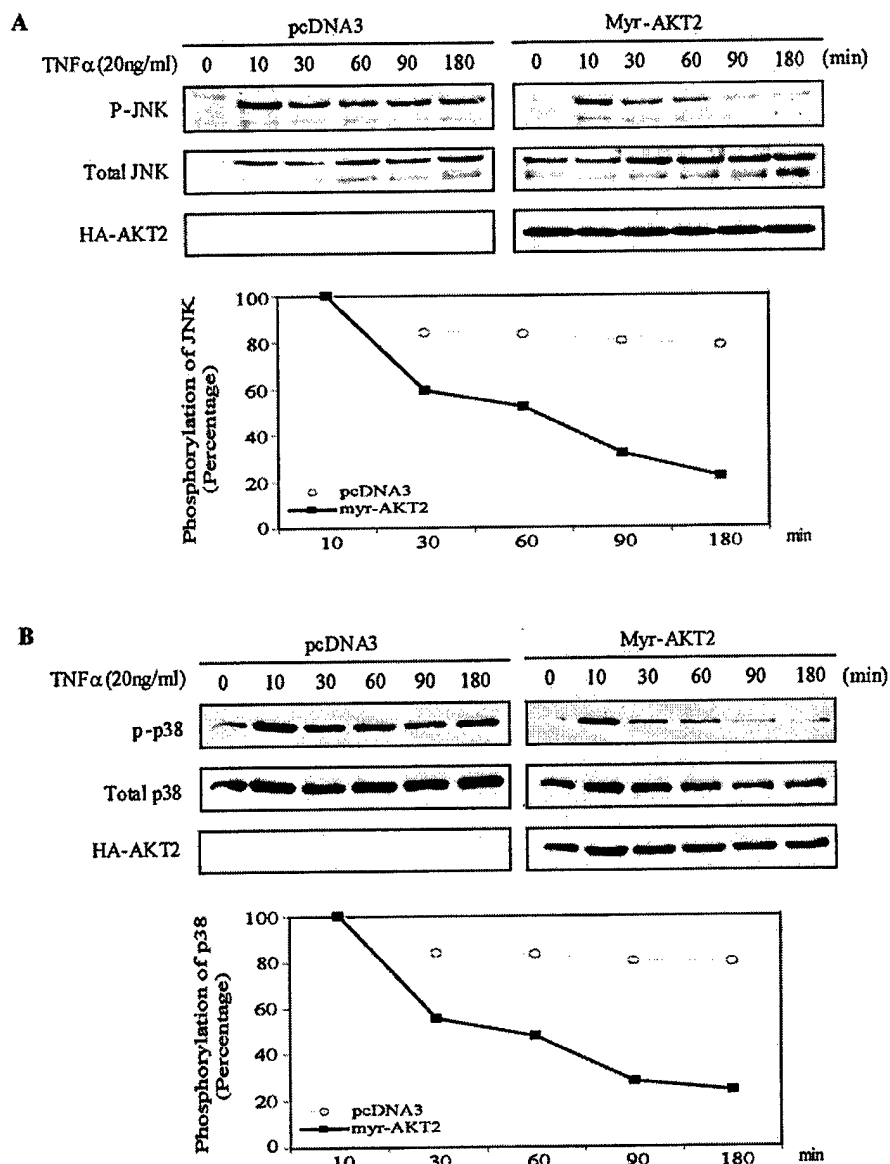 A
pcDNA3 Myr-AKT2
TNFα(20ng/ml) 0 10 30 60 90 180 0 10 30 60 90 180 (min)
P-JNK
Total JNK
HA-AKT2
Phosphorylation of JNK
(Percentage)
100
80
60
40
20
0
pcDNA3
myr-AKT2
10 30 60 90 180 min
B
pcDNA3 Myr-AKT2
TNFα(20ng/ml) 0 10 30 60 90 180 0 10 30 60 90 180 (min)
p-p38
Total p38
HA-AKT2
Phosphorylation of p38
(Percentage)
100
80
60
40
20
0
pcDNA3
myr-AKT2
10 30 60 90 180 min